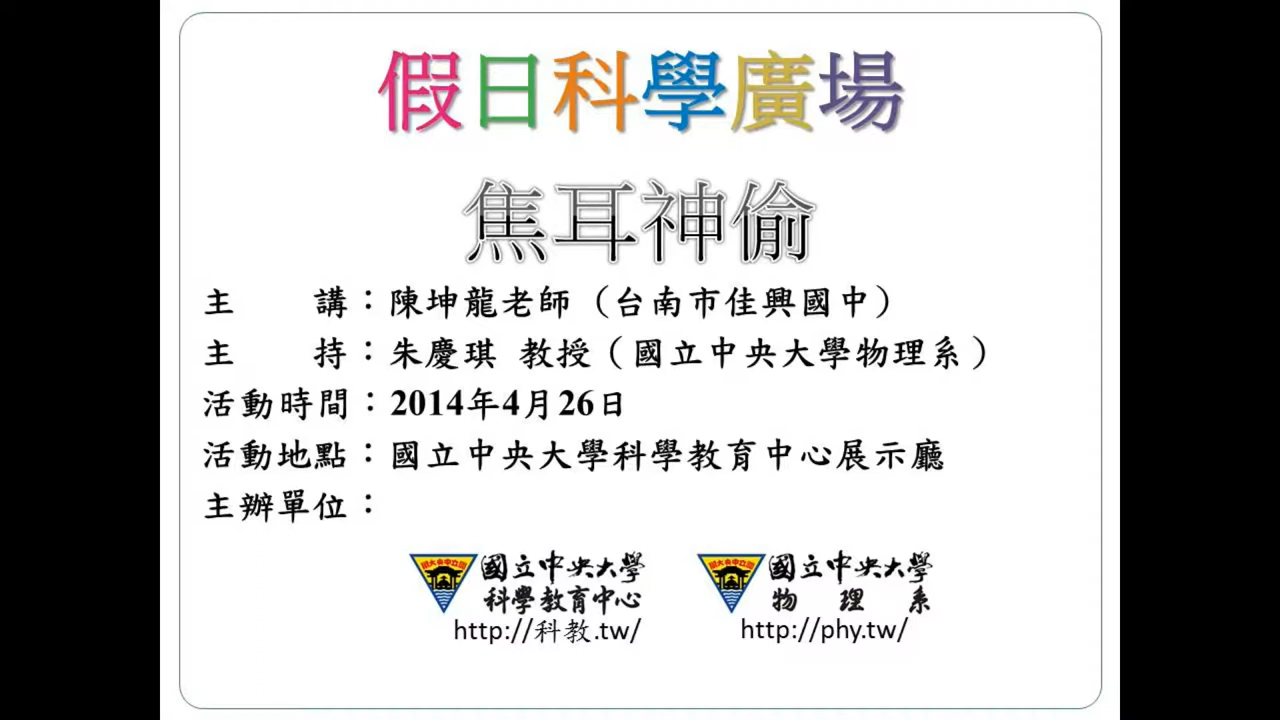 假日科學廣場
焦耳神偷
主　　講：陳坤龍老師（台南市佳興國中）
主　　持：朱慶琪 教授（國立中央大學物理系）
活動時間：2014年4月26日
活動地點：國立中央大學科學教育中心展示廳
主辦單位：
國立中央大學
科學教育中心
http://科教.tw/
國立中央大學
物理系
http://phy.tw/